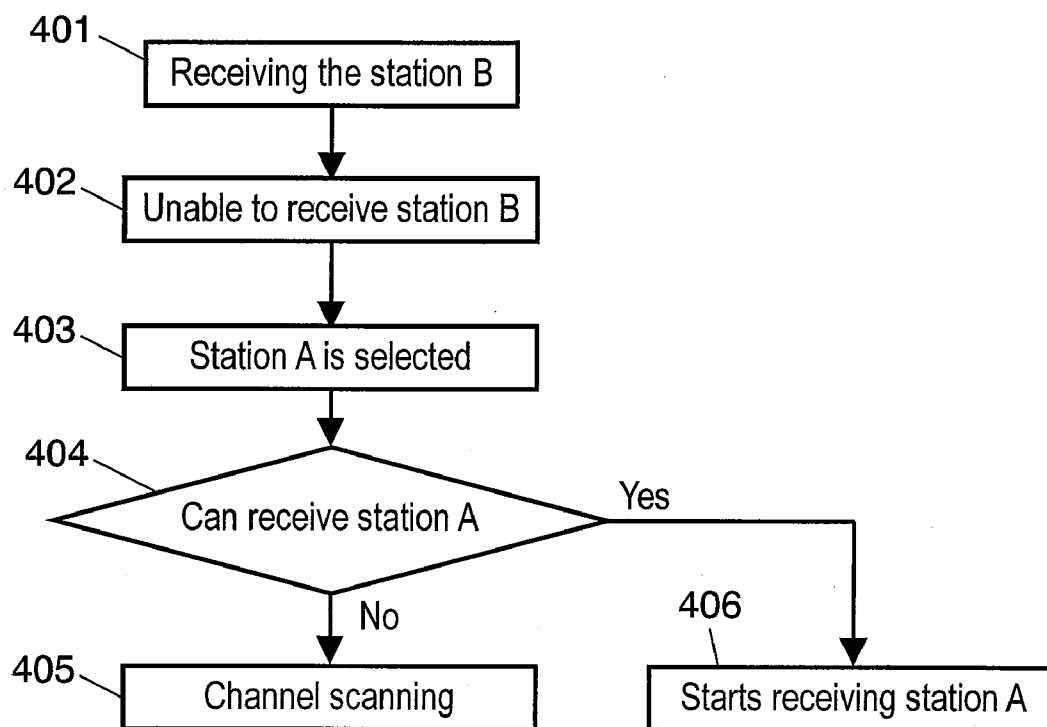 401
Receiving the station B
402
Unable to receive station B
403
Station A is selected
404
Can receive station A
Yes
No
406
405
Channel scanning
Starts receiving station A